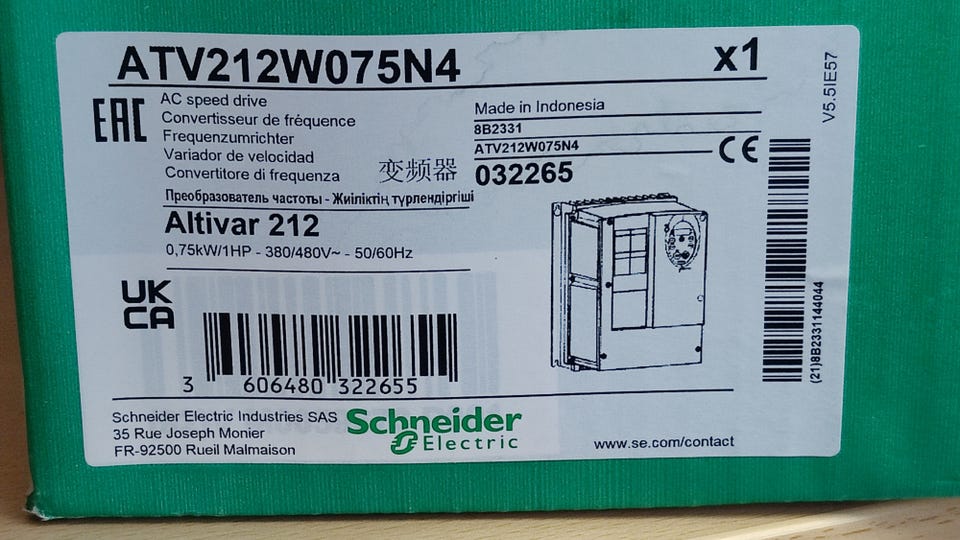 ATV212W075N4
x1
EAC
AC speed drive
Convertisseur de fréquence
Frequenzumrichter
Variador de velocidad
Convertitore di frequenza
变频器
Преобразователь частоты - Жиіліктің түрлендіргіші
Altivar 212
0,75kW/1HP - 380/480V~ - 50/60Hz
Made in Indonesia
8B2331
ATV212W075N4
032265
CE
V5.5IE57
(21)8B2331144044
UK
CA
3 606480 322655
Schneider Electric Industries SAS
35 Rue Joseph Monier
FR-92500 Rueil Malmaison
Schneider
Electric
www.se.com/contact